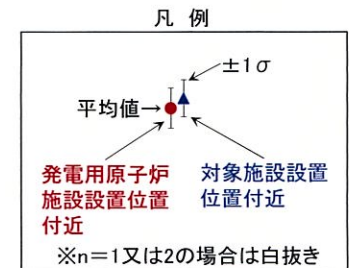 凡 例
±1σ
平均値→
発電用原子炉
施設設置位置
付近
対象施設設置
位置付近
※n＝1又は2の場合は白抜き